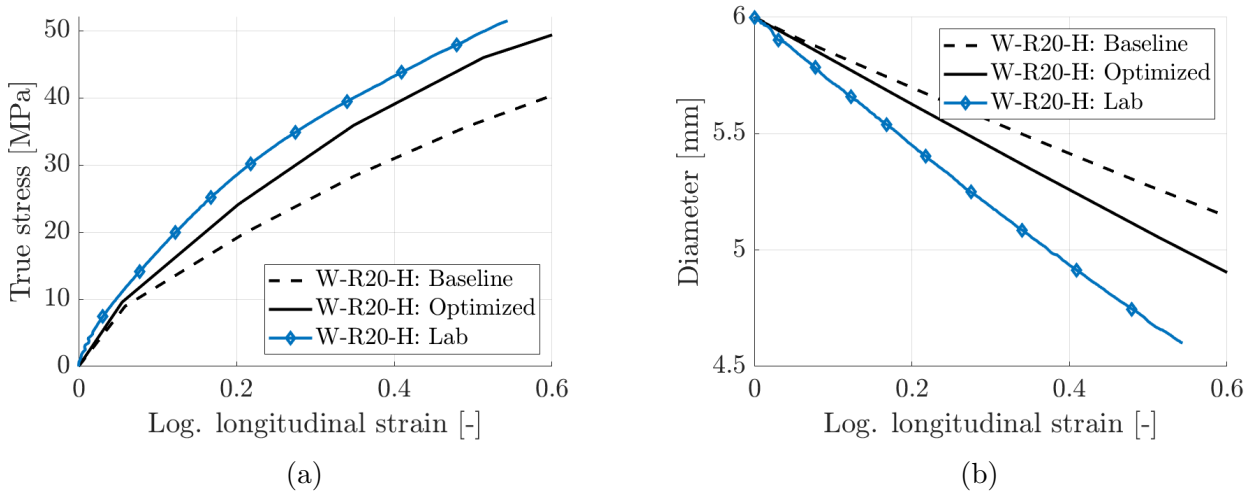 True stress [MPa]
50
40
30
20
10
0
0
0.2
0.4
0.6
Log. longitudinal strain [-]
W-R20-H: Baseline
W-R20-H: Optimized
W-R20-H: Lab
(a)
Diameter [mm]
6
5.5
5
4.5
0
0.2
0.4
0.6
Log. longitudinal strain [-]
W-R20-H: Baseline
W-R20-H: Optimized
W-R20-H: Lab
(b)